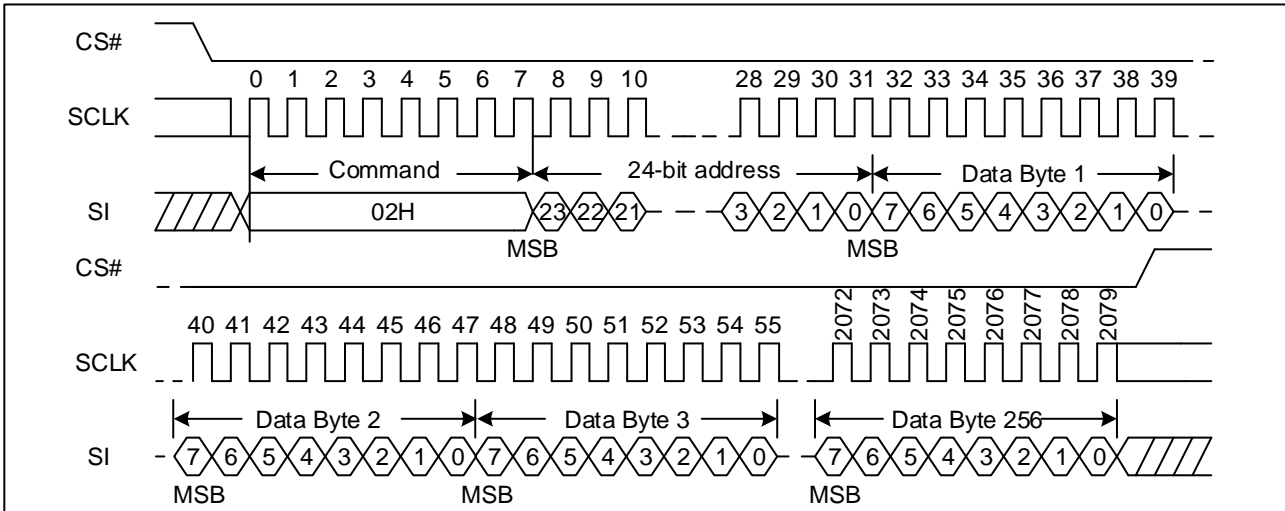 CS#
0 1 2 3 4 5 6 7 8 9 10 28 29 30 31 32 33 34 35 36 37 38 39
SCLK
Command 24-bit address Data Byte 1
SI 02H 23 22 21 3 2 1 0 7 6 5 4 3 2 1 0
MSB MSB
CS#
40 41 42 43 44 45 46 47 48 49 50 51 52 53 54 55 2072 2073 2074 2075 2076 2077 2078 2079
SCLK
Data Byte 2 Data Byte 3 Data Byte 256
SI 7 6 5 4 3 2 1 0 7 6 5 4 3 2 1 0 7 6 5 4 3 2 1 0
MSB MSB MSB